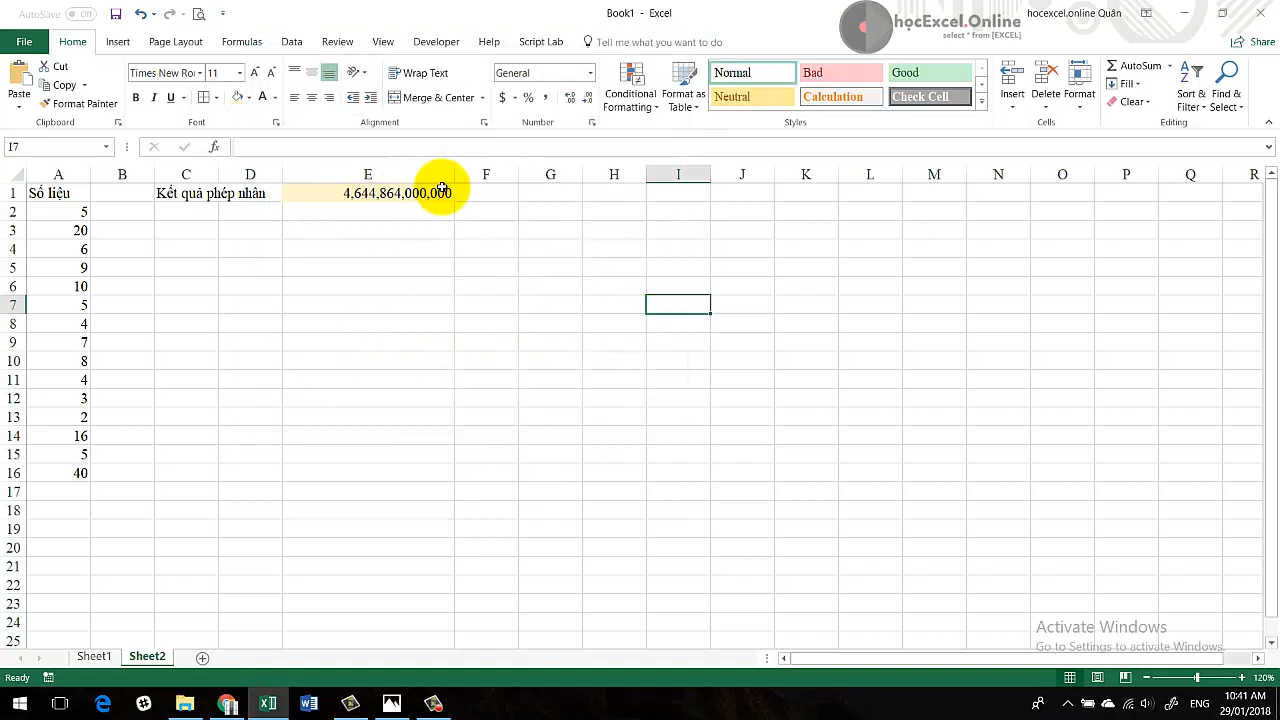 AutoSave Off
Book1 - Excel
hocexcel.online Quân
họcExcel.Online
select * from [EXCEL]
File Home Insert Page Layout Formulas Data Review View Developer Help Script Lab Tell me what you want to do Share
Paste
Cut
Copy
Format Painter
Clipboard
Times New Ro 11
B I U
Font
Wrap Text
Merge & Center
Alignment
General
$ % ,
Number
Conditional Formatting
Format as Table
Normal Bad Good
Neutral Calculation Check Cell
Styles
Insert Delete Format
Cells
AutoSum
Fill
Clear
Sort & Filter
Find & Select
Editing
I7
fx
A B C D E F G H I J K L M N O P Q R
1 Số liệu Kết quả phép nhân 4,644,864,000,000
2 5
3 20
4 6
5 9
6 10
7 5
8 4
9 7
10 8
11 4
12 3
13 2
14 16
15 5
16 40
17
18
19
20
21
22
23
24
25
Activate Windows
Go to Settings to activate Windows.
Sheet1 Sheet2
Ready
120%
ENG
10:41 AM
29/01/2018